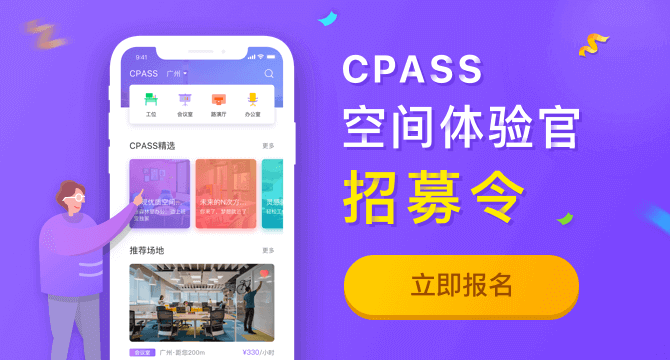 9:41
CPASS 广州
工位 会议室 路演厅 办公室
CPASS精选 更多
未来的N次方
推荐场地 更多
会议室 广州·距您200m ¥330/小时
CPASS
空间体验官
招募令
立即报名